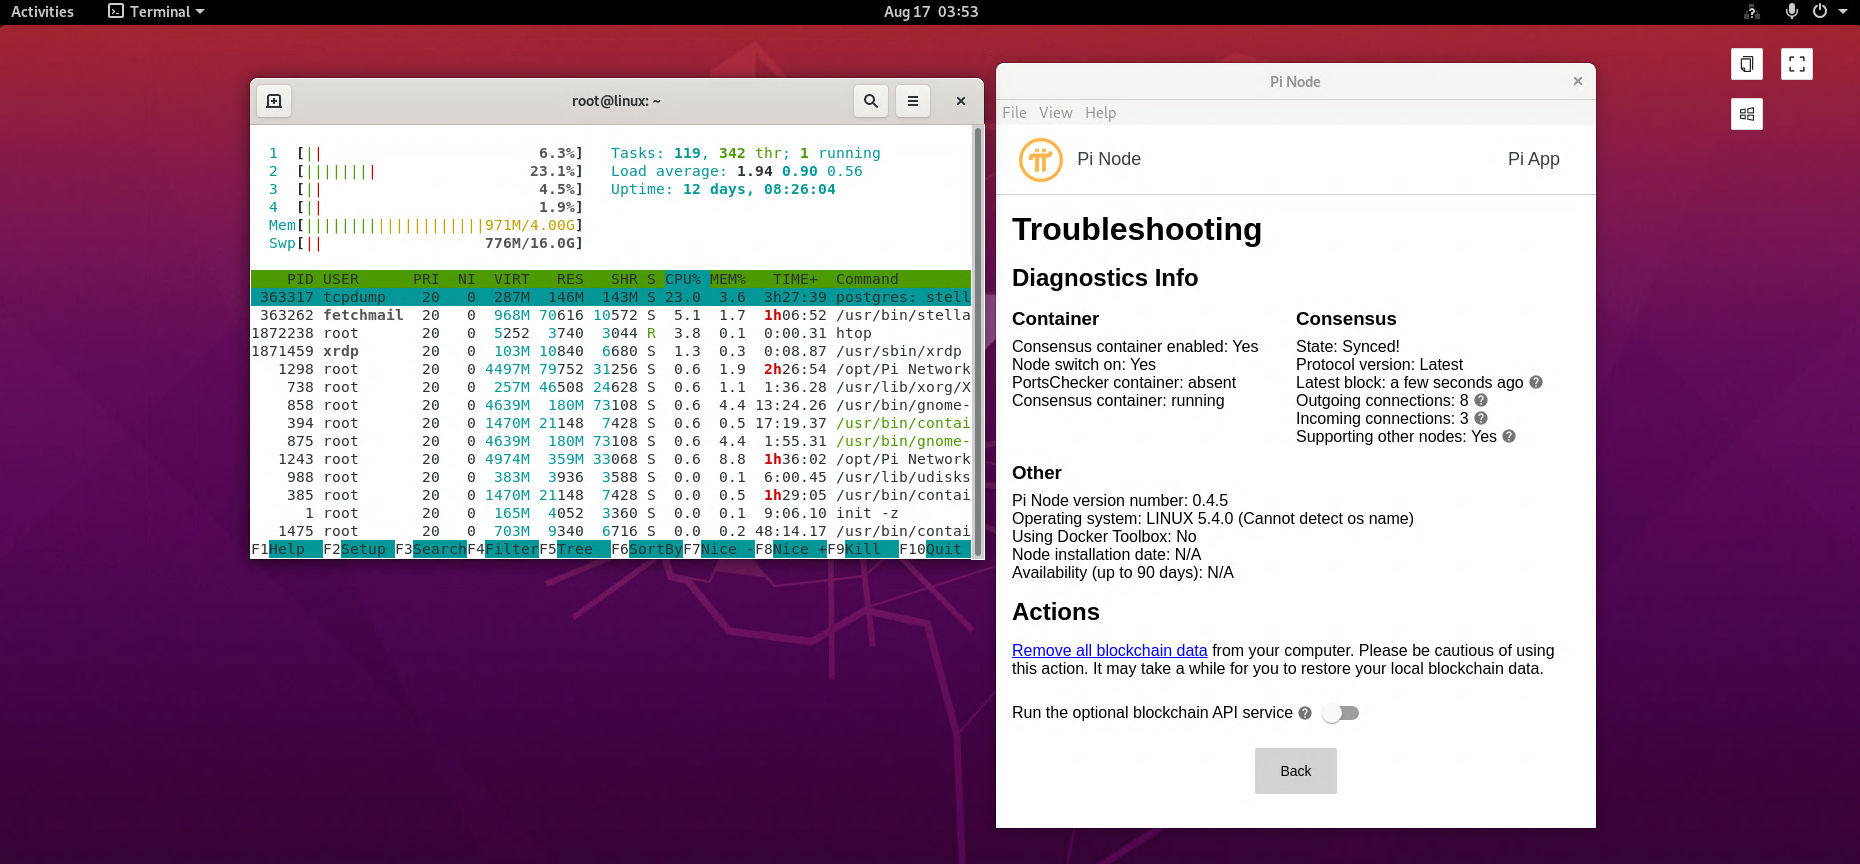 Activities Terminal Aug 17 03:53
root@linux: ~
1 [|| 6.3%] Tasks: 119, 342 thr; 1 running
2 [|||||||| 23.1%] Load average: 1.94 0.90 0.56
3 [|| 4.5%] Uptime: 12 days, 08:26:04
4 [|| 1.9%]
Mem[||||||||||||||||||||971M/4.00G]
Swp[|| 776M/16.0G]
PID USER PRI NI VIRT RES SHR S CPU% MEM% TIME+ Command
363317 tcpdump 20 0 287M 146M 143M S 23.0 3.6 3h27:39 postgres: stell
363262 fetchmail 20 0 968M 70616 10572 S 5.1 1.7 1h06:52 /usr/bin/stella
1872238 root 20 0 5252 3740 3044 R 3.8 0.1 0:00.31 htop
1871459 xrdp 20 0 103M 10840 6680 S 1.3 0.3 0:08.87 /usr/sbin/xrdp
1298 root 20 0 4497M 79752 31256 S 0.6 1.9 2h26:54 /opt/Pi Network
738 root 20 0 257M 46508 24628 S 0.6 1.1 1:36.28 /usr/lib/xorg/X
858 root 20 0 4639M 180M 73108 S 0.6 4.4 13:24.26 /usr/bin/gnome-
394 root 20 0 1470M 21148 7428 S 0.6 0.5 17:19.37 /usr/bin/contai
875 root 20 0 4639M 180M 73108 S 0.6 4.4 1:55.31 /usr/bin/gnome-
1243 root 20 0 4974M 359M 33068 S 0.6 8.8 1h36:02 /opt/Pi Network
988 root 20 0 383M 3936 3588 S 0.0 0.1 6:00.45 /usr/lib/udisks
385 root 20 0 1470M 21148 7428 S 0.0 0.5 1h29:05 /usr/bin/contai
1 root 20 0 165M 4052 3360 S 0.0 0.1 9:06.10 init -z
1475 root 20 0 703M 9340 6716 S 0.0 0.2 48:14.17 /usr/bin/contai
F1Help F2Setup F3SearchF4FilterF5Tree F6SortByF7Nice -F8Nice +F9Kill F10Quit
Pi Node
File View Help
Pi Node Pi App
Troubleshooting
Diagnostics Info
Container
Consensus container enabled: Yes
Node switch on: Yes
PortsChecker container: absent
Consensus container: running
Consensus
State: Synced!
Protocol version: Latest
Latest block: a few seconds ago ?
Outgoing connections: 8 ?
Incoming connections: 3 ?
Supporting other nodes: Yes ?
Other
Pi Node version number: 0.4.5
Operating system: LINUX 5.4.0 (Cannot detect os name)
Using Docker Toolbox: No
Node installation date: N/A
Availability (up to 90 days): N/A
Actions
Remove all blockchain data from your computer. Please be cautious of using
this action. It may take a while for you to restore your local blockchain data.
Run the optional blockchain API service ?
Back